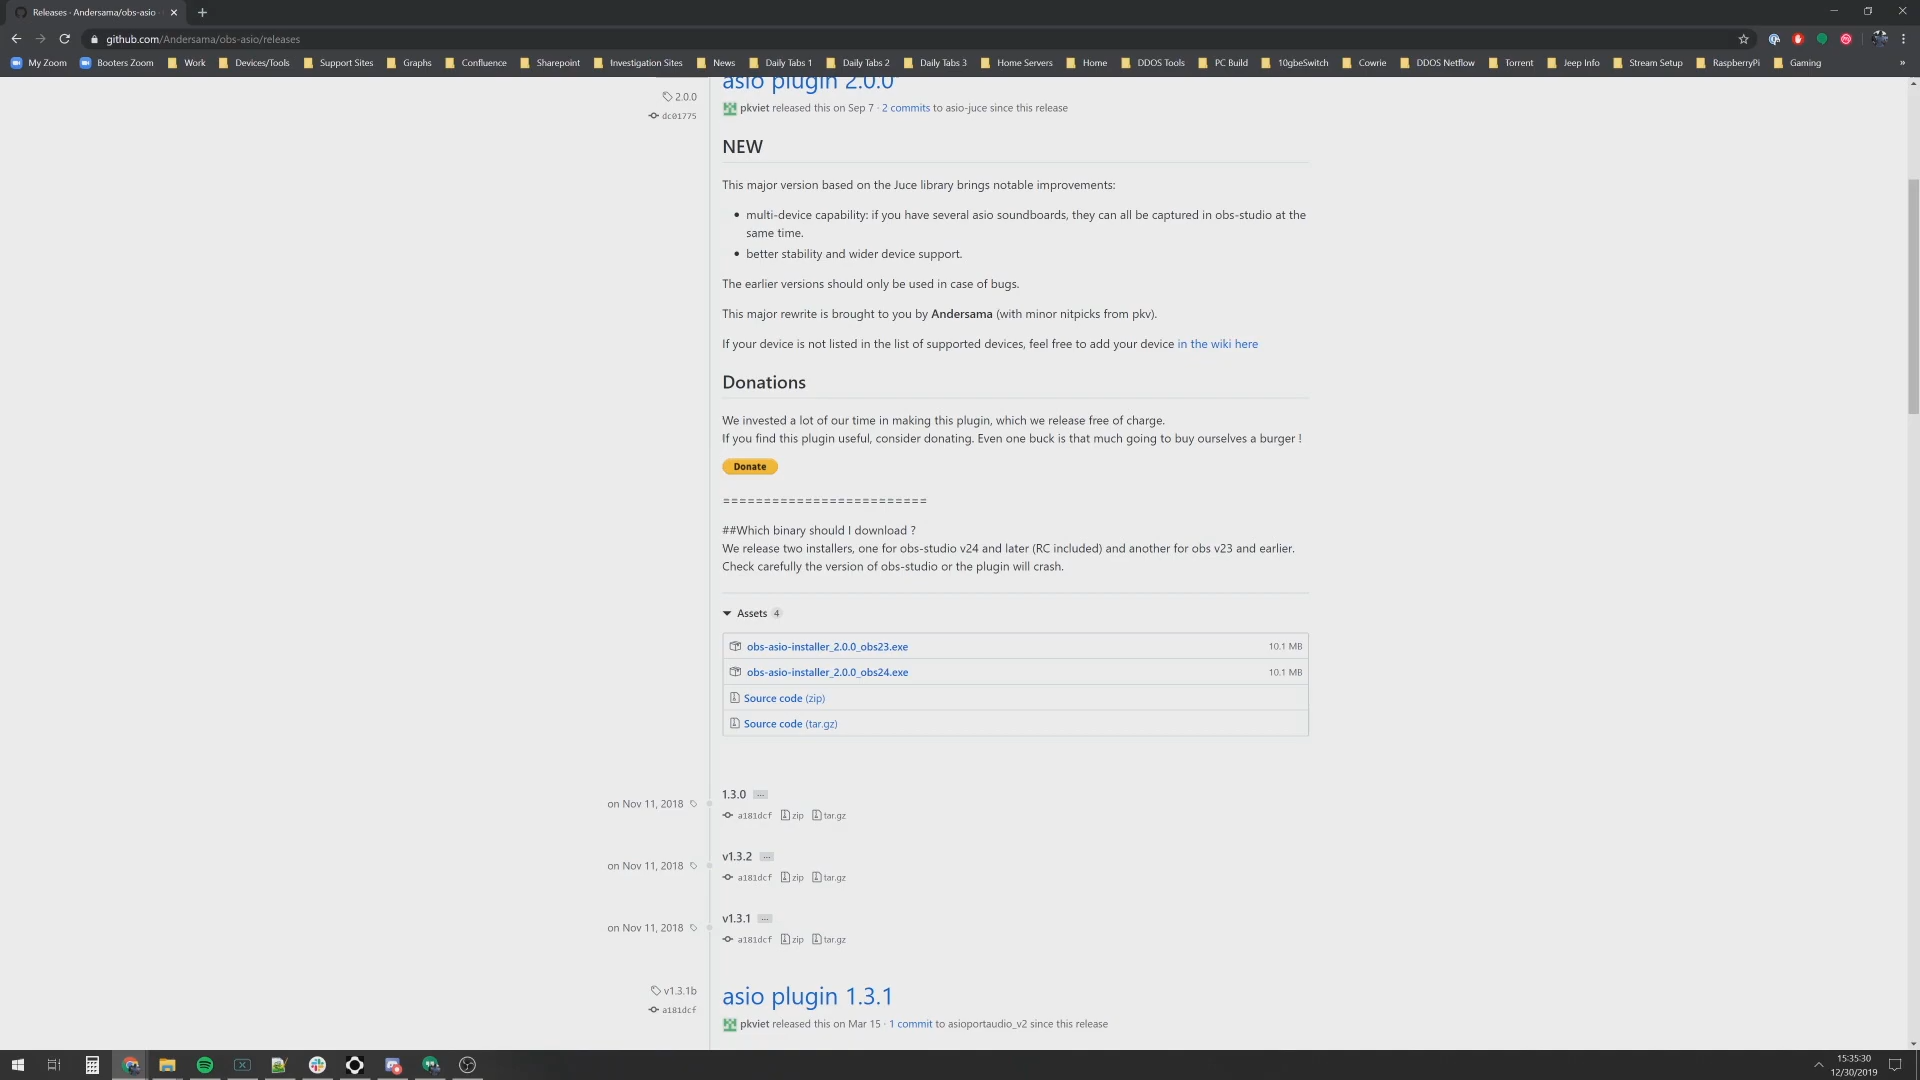 Releases · Andersama/obs-asio ·
github.com/Andersama/obs-asio/releases
My Zoom Booters Zoom Work Devices/Tools Support Sites Graphs Confluence Sharepoint Investigation Sites News Daily Tabs 1 Daily Tabs 2 Daily Tabs 3 Home Servers Home DDOS Tools PC Build 10gbeSwitch Cowrie DDOS Netflow Torrent Jeep Info Stream Setup RaspberryPi Gaming »
asio plugin 2.0.0
2.0.0
pkviet released this on Sep 7 · 2 commits to asio-juce since this release
dc01775
NEW
This major version based on the Juce library brings notable improvements:
• multi-device capability: if you have several asio soundboards, they can all be captured in obs-studio at the
same time.
• better stability and wider device support.
The earlier versions should only be used in case of bugs.
This major rewrite is brought to you by Andersama (with minor nitpicks from pkv).
If your device is not listed in the list of supported devices, feel free to add your device in the wiki here
Donations
We invested a lot of our time in making this plugin, which we release free of charge.
If you find this plugin useful, consider donating. Even one buck is that much going to buy ourselves a burger !
Donate
=========================
##Which binary should I download ?
We release two installers, one for obs-studio v24 and later (RC included) and another for obs v23 and earlier.
Check carefully the version of obs-studio or the plugin will crash.
Assets 4
obs-asio-installer_2.0.0_obs23.exe 10.1 MB
obs-asio-installer_2.0.0_obs24.exe 10.1 MB
Source code (zip)
Source code (tar.gz)
1.3.0 ...
on Nov 11, 2018
a181dcf zip tar.gz
v1.3.2 ...
on Nov 11, 2018
a181dcf zip tar.gz
v1.3.1 ...
on Nov 11, 2018
a181dcf zip tar.gz
v1.3.1b
asio plugin 1.3.1
a181dcf
pkviet released this on Mar 15 · 1 commit to asioportaudio_v2 since this release
15:35:30
12/30/2019